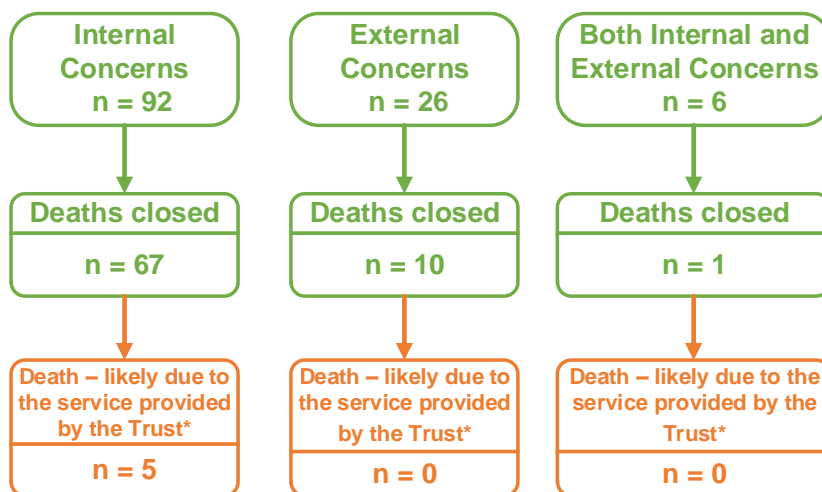 Internal
Concerns
n = 92
External
Concerns
n = 26
Both Internal and
External Concerns
n = 6
Deaths closed
n = 67
Deaths closed
n = 10
Deaths closed
n = 1
Death – likely due to
the service provided
by the Trust*
n = 5
Death – likely due to
the service provided
by the Trust*
n = 0
Death – likely due to the
service provided by the
Trust*
n = 0